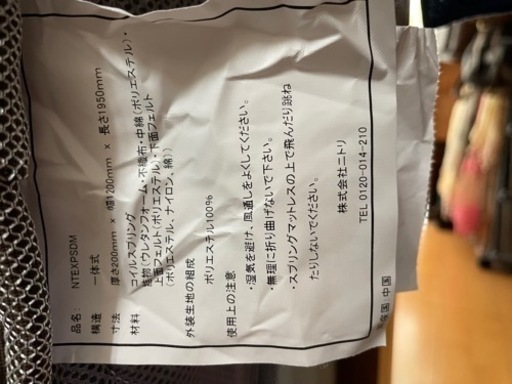 品名: NTEXPSDM
構造 一体式
寸法 厚さ200mm × 幅1200mm × 長さ1950mm
材料 コイルスプリング
詰物(ウレタンフォーム・不織布・中綿(ポリエステル)・
上面フェルト(ポリエステル)・下面フェルト
(ポリエステル・ナイロン、綿))
外装生地の組成
ポリエステル100%
使用上の注意
・湿気を避け、風通しをよくしてください。
・無理に折り曲げないで下さい。
・スプリングマットレスの上で飛んだり跳ね
たりしないでください。
株式会社ニトリ
TEL 0120-014-210
産国 中国